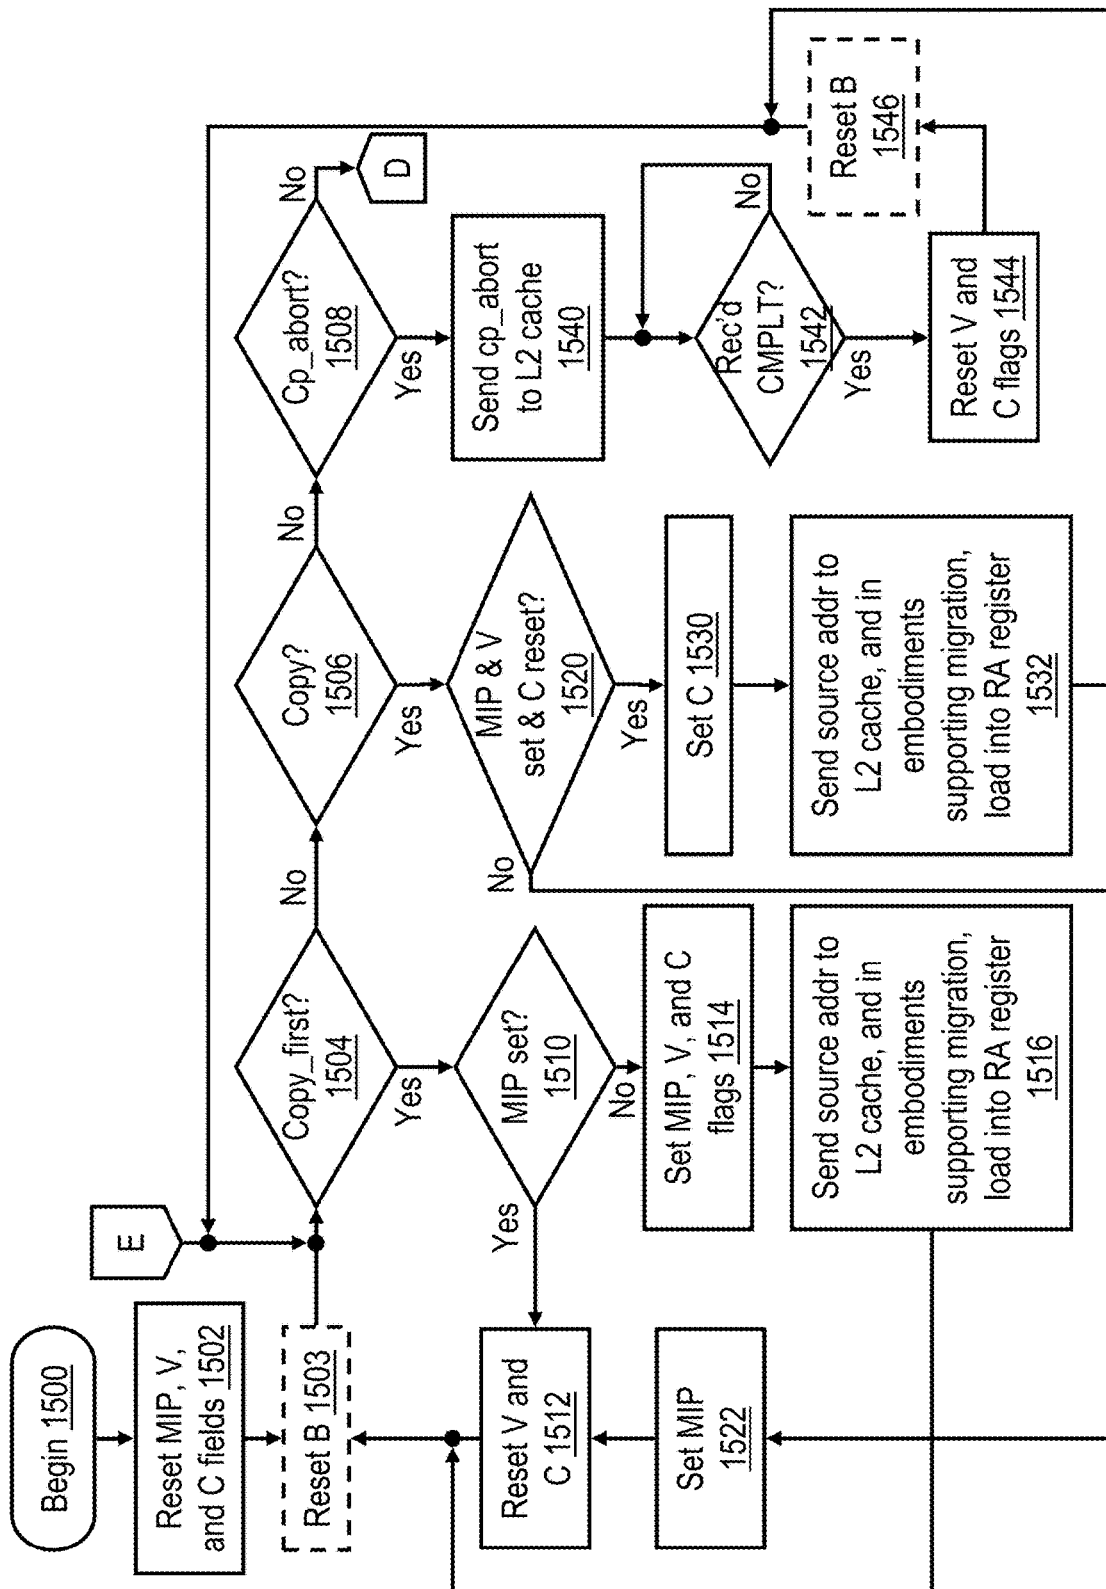 Begin 1500
Reset MIP, V,
and C fields 1502
Reset B 1503
E
Copy_first?
1504
No
Yes
Copy?
1506
No
Yes
Cp_abort?
1508
No
Yes
D
MIP set?
1510
Yes
No
Reset V and
C 1512
Set MIP, V, and C
flags 1514
Send source addr to
L2 cache, and in
embodiments
supporting migration,
load into RA register
1516
MIP & V
set & C reset?
1520
No
Yes
Set MIP
1522
Set C 1530
Send source addr to
L2 cache, and in
embodiments
supporting migration,
load into RA register
1532
Send cp_abort
to L2 cache
1540
Rec'd
CMPLT?
1542
No
Yes
Reset V and
C flags 1544
Reset B
1546